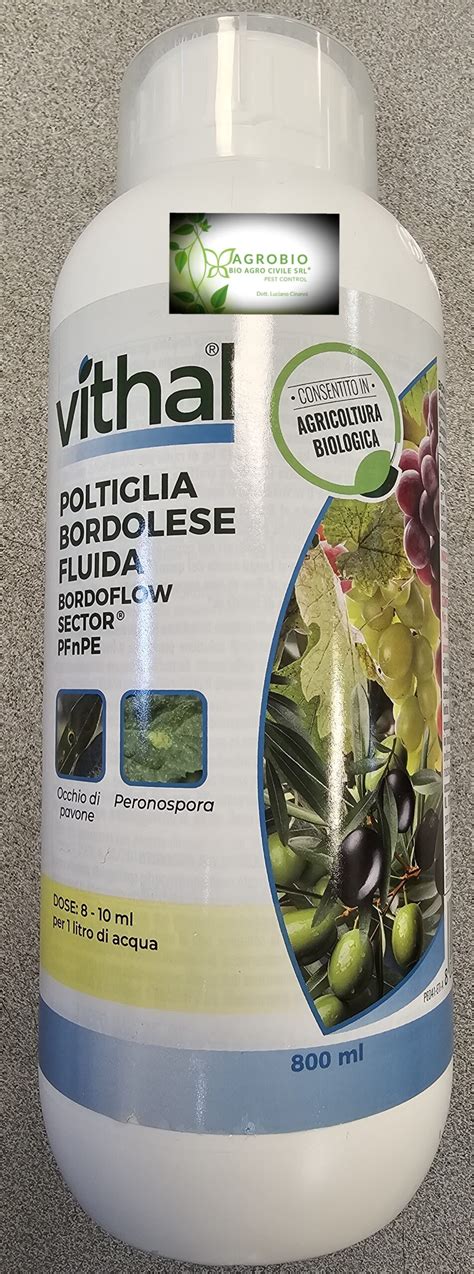 AGROBIO
BIO AGRO CIVILE SRL®
PEST CONTROL
vithal®
CONSENTITO IN
AGRICOLTURA
BIOLOGICA
POLTIGLIA
BORDOLESE
FLUIDA
BORDOFLOW
SECTOR®
PFnPE
Occhio di
pavone
Peronospora
DOSE: 8 - 10 ml
per 1 litro di acqua
800 ml